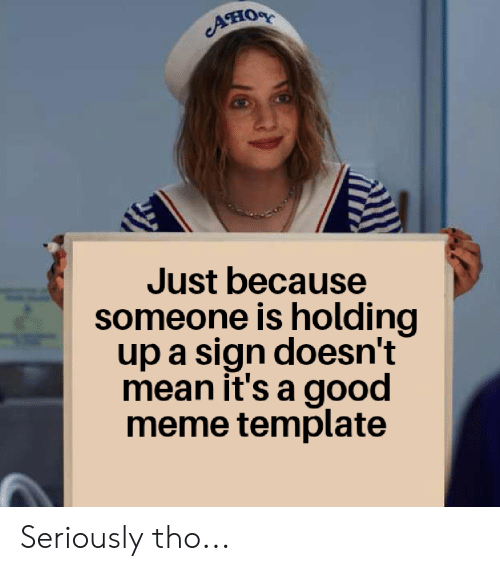 AHOY
Just because
someone is holding
up a sign doesn't
mean it's a good
meme template
Seriously tho...